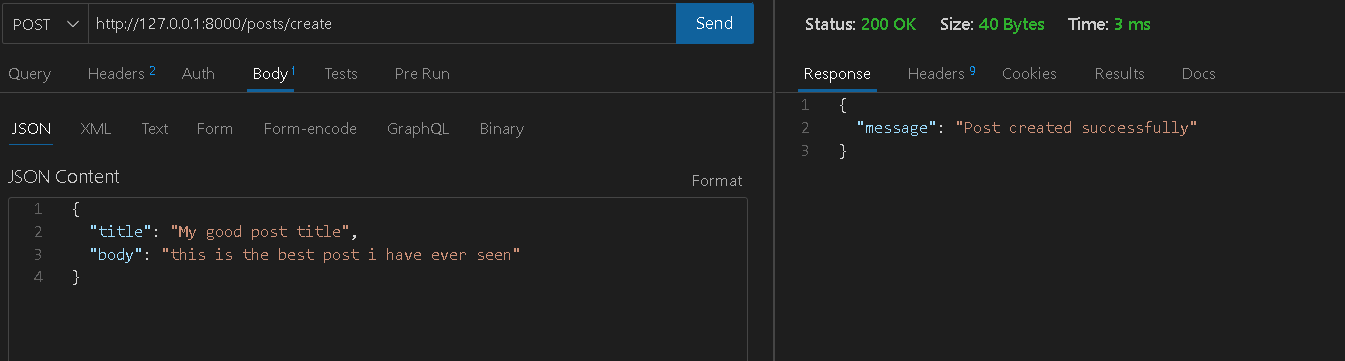 POST http://127.0.0.1:8000/posts/create Send
Query Headers 2 Auth Body 1 Tests Pre Run
JSON XML Text Form Form-encode GraphQL Binary
JSON Content
Format
1 {
2 "title": "My good post title",
3 "body": "this is the best post i have ever seen"
4 }
Status: 200 OK Size: 40 Bytes Time: 3 ms
Response Headers 9 Cookies Results Docs
1 {
2 "message": "Post created successfully"
3 }